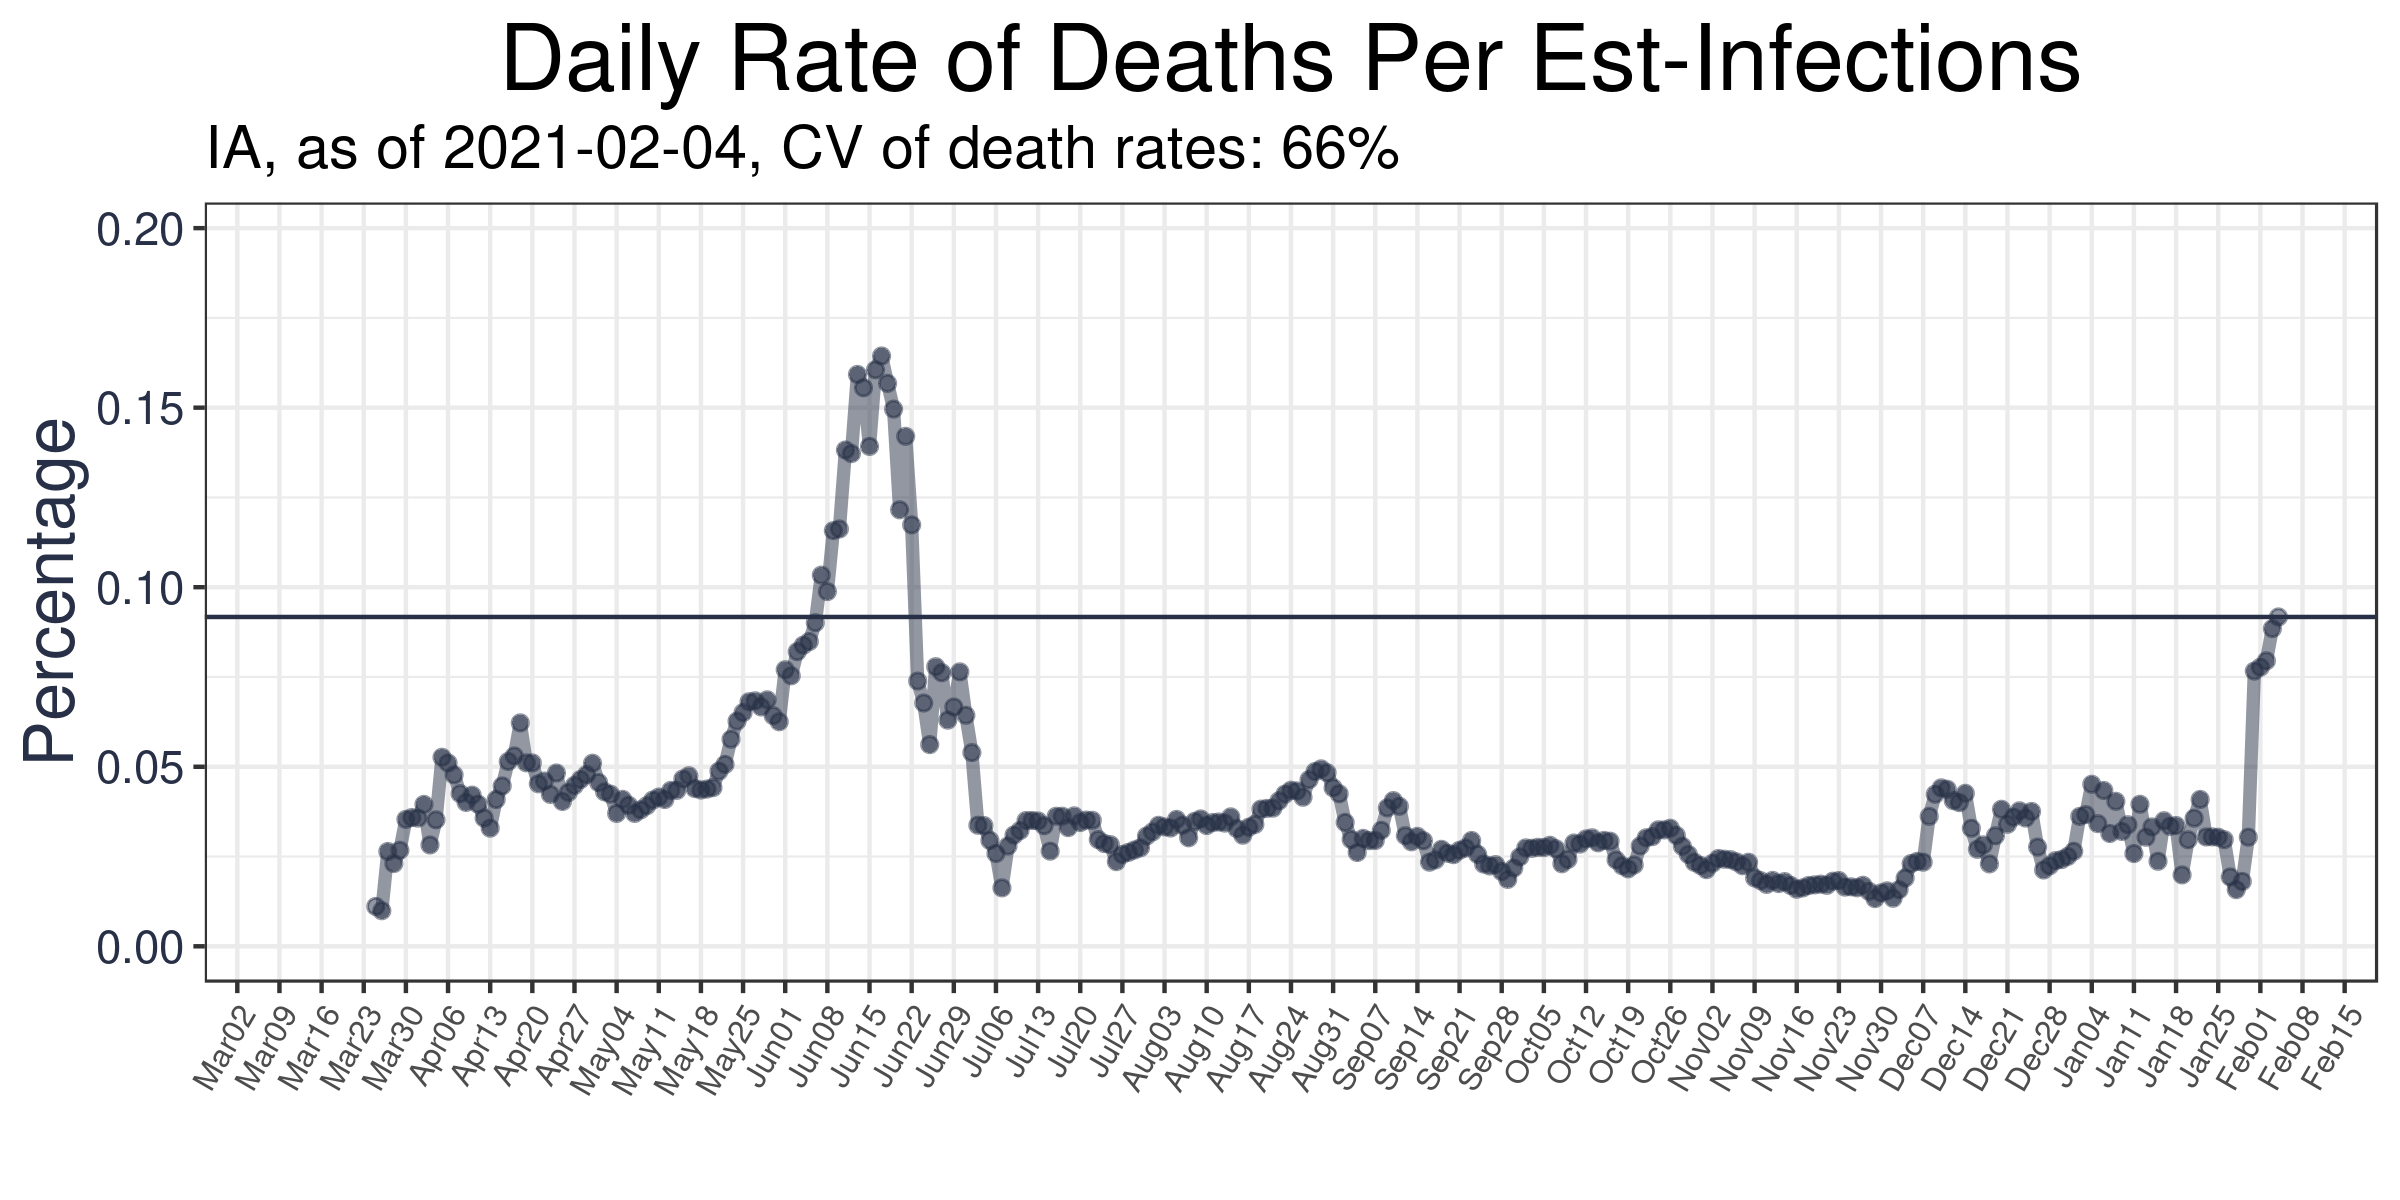 Daily Rate of Deaths Per Est-Infections
IA, as of 2021-02-04, CV of death rates: 66%
Percentage
0.20
0.15
0.10
0.05
0.00
Mar02
Mar09
Mar16
Mar23
Mar30
Apr06
Apr13
Apr20
Apr27
May04
May11
May18
May25
Jun01
Jun08
Jun15
Jun22
Jun29
Jul06
Jul13
Jul20
Jul27
Aug03
Aug10
Aug17
Aug24
Aug31
Sep07
Sep14
Sep21
Sep28
Oct05
Oct12
Oct19
Oct26
Nov02
Nov09
Nov16
Nov23
Nov30
Dec07
Dec14
Dec21
Dec28
Jan04
Jan11
Jan18
Jan25
Feb01
Feb08
Feb15